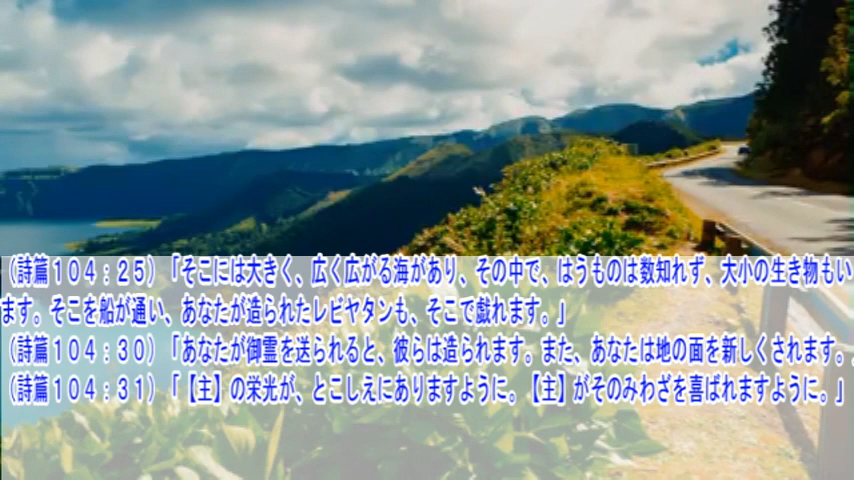 （詩篇１０４：２５）「そこには大きく、広く広がる海があり、その中で、はうものは数知れず、大小の生き物もい
ます。そこを船が通い、あなたが造られたレビヤタンも、そこで戯れます。」
（詩篇１０４：３０）「あなたが御霊を送られると、彼らは造られます。また、あなたは地の面を新しくされます。
（詩篇１０４：３１）「【主】の栄光が、とこしえにありますように。【主】がそのみわざを喜ばれますように。」